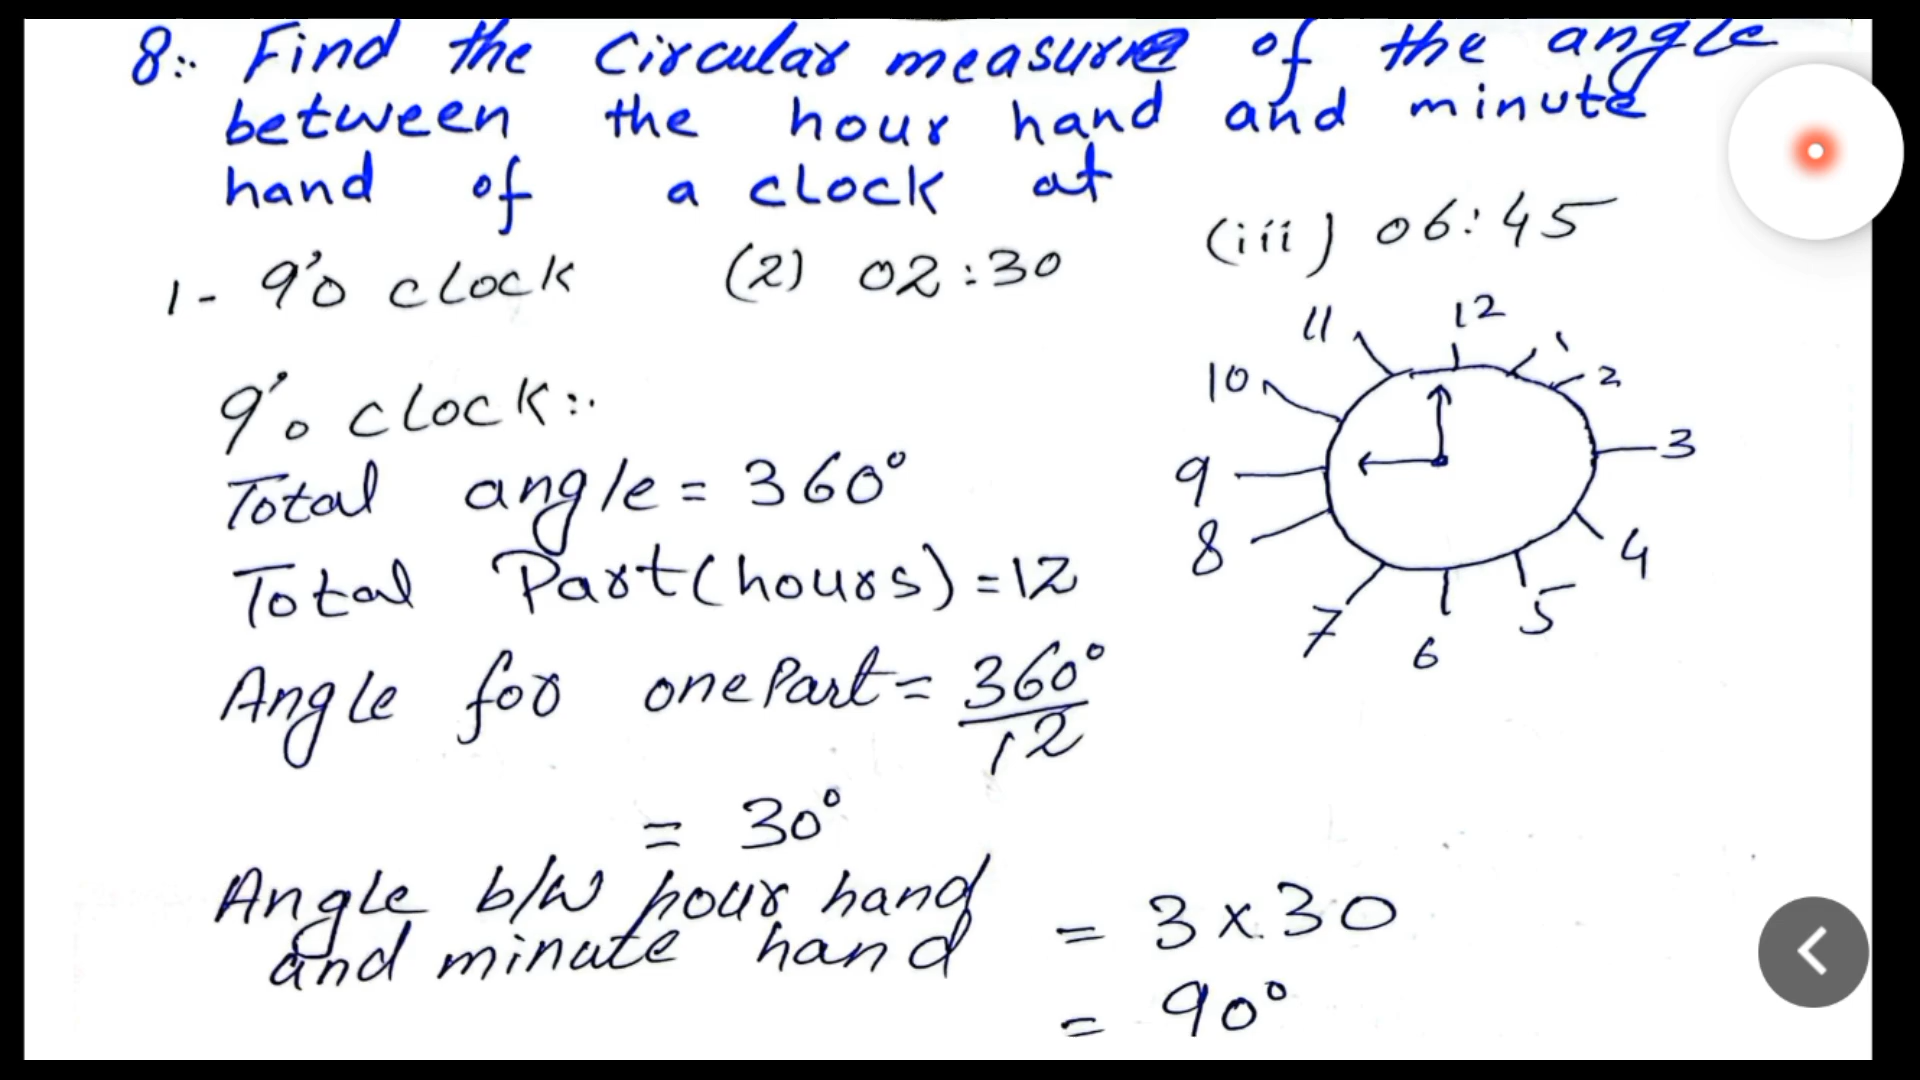 8:. Find the Circular measure of the angle
between the hour hand and minute
hand of a clock at
1- 9'o clock (2) 02:30 (iii) 06:45
9'o clock:.
Total angle = 360°
Total Part(hours) = 12
Angle for one Part = 360°/12
= 30°
Angle b/w hour hand
and minute hand = 3 x 30
= 90°
12
1
2
3
4
5
6
7
8
9
10
11